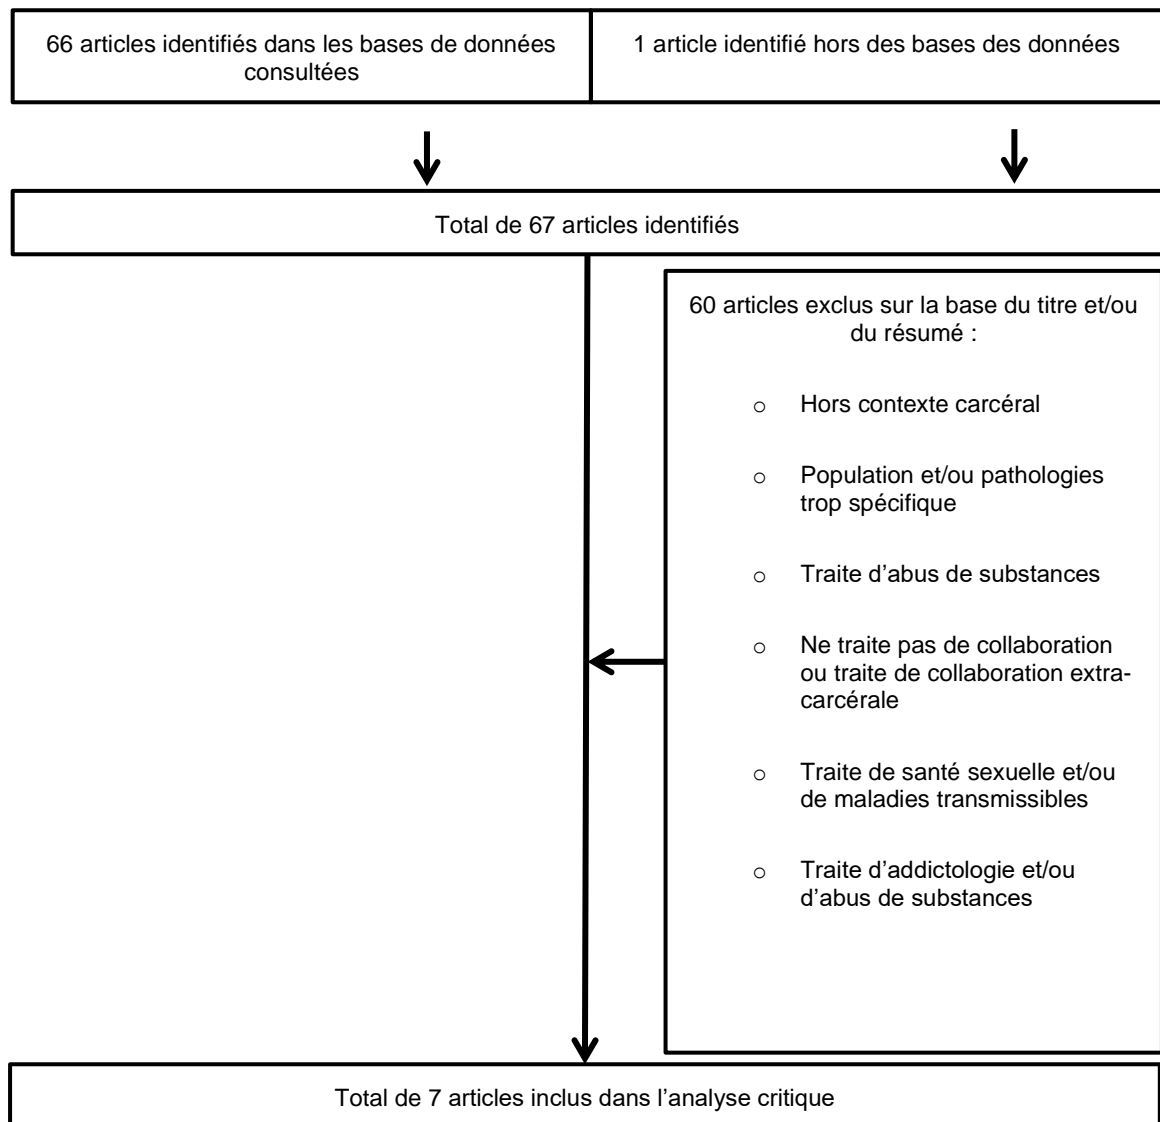 66 articles identifiés dans les bases de données
consultées
1 article identifié hors des bases des données
Total de 67 articles identifiés
60 articles exclus sur la base du titre et/ou
du résumé :
o Hors contexte carcéral
o Population et/ou pathologies
trop spécifique
o Traite d’abus de substances
o Ne traite pas de collaboration
ou traite de collaboration extra-
carcérale
o Traite de santé sexuelle et/ou
de maladies transmissibles
o Traite d’addictologie et/ou
d’abus de substances
Total de 7 articles inclus dans l’analyse critique